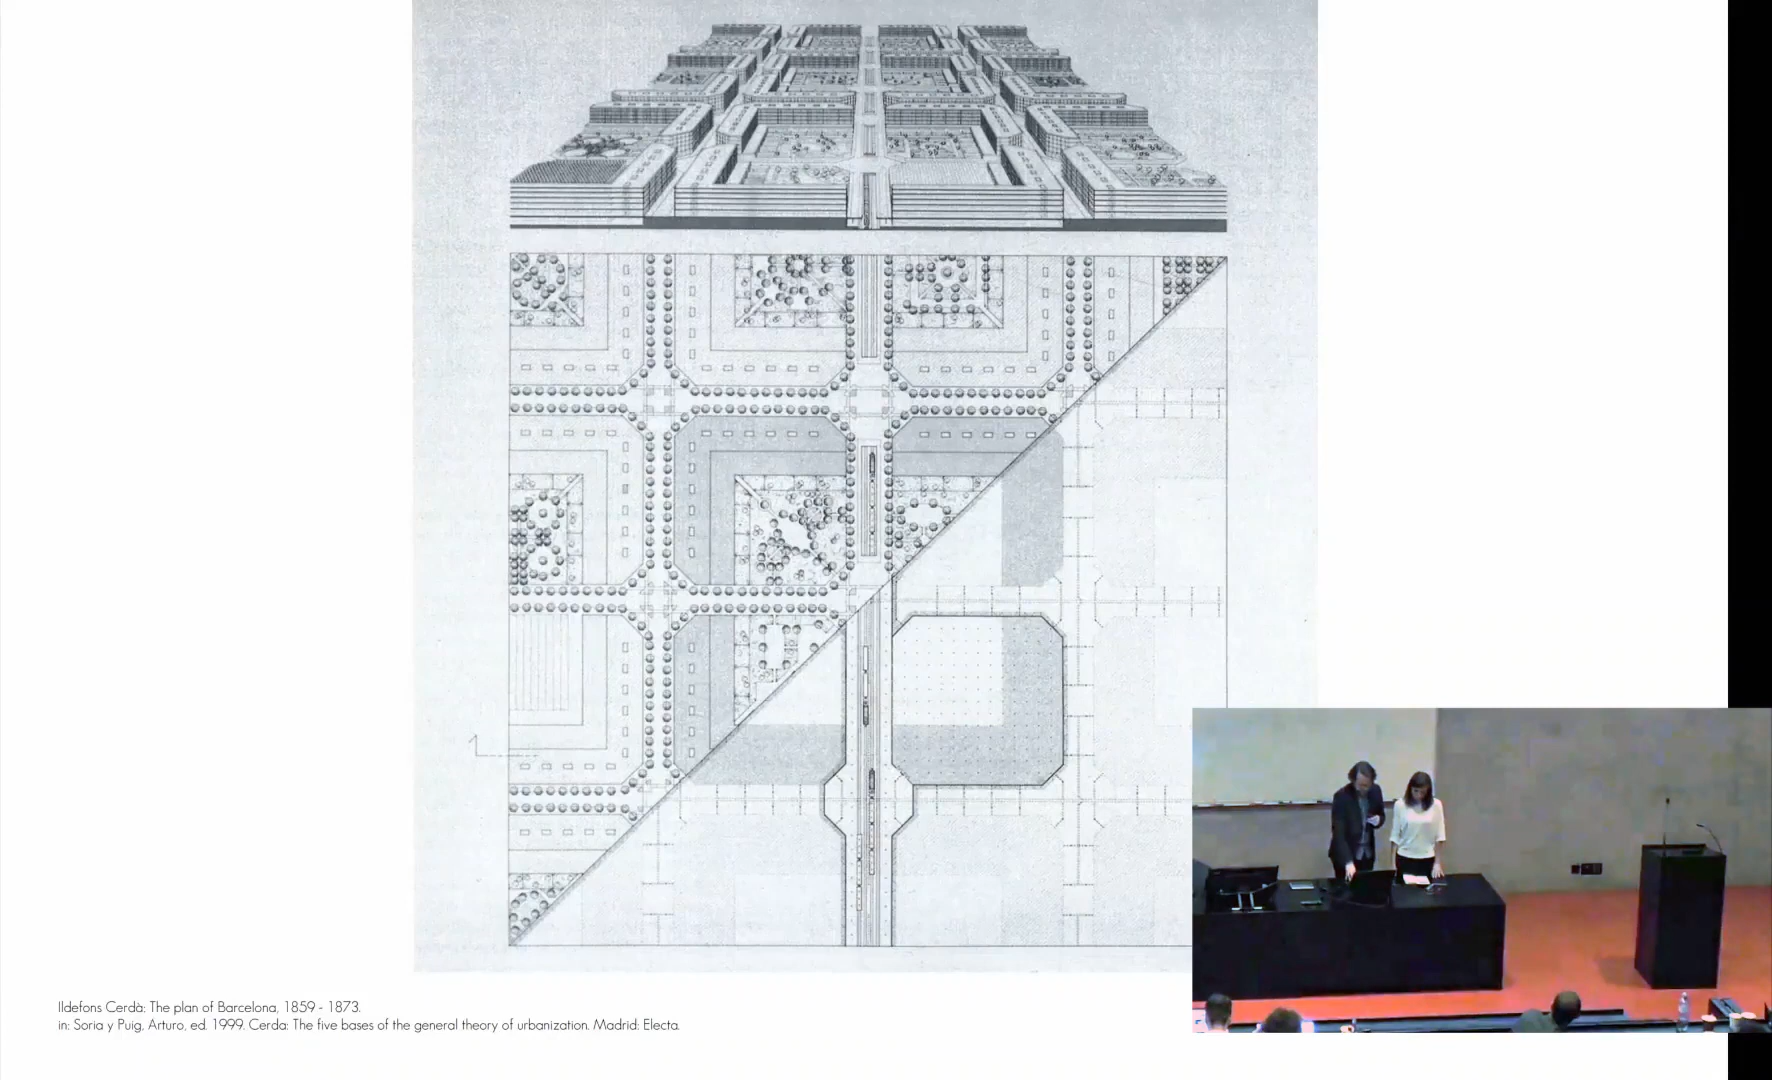 Ildefons Cerdà: The plan of Barcelona, 1859 - 1873.
in: Soria y Puig, Arturo, ed. 1999. Cerda: The five bases of the general theory of urbanization. Madrid: Electa.